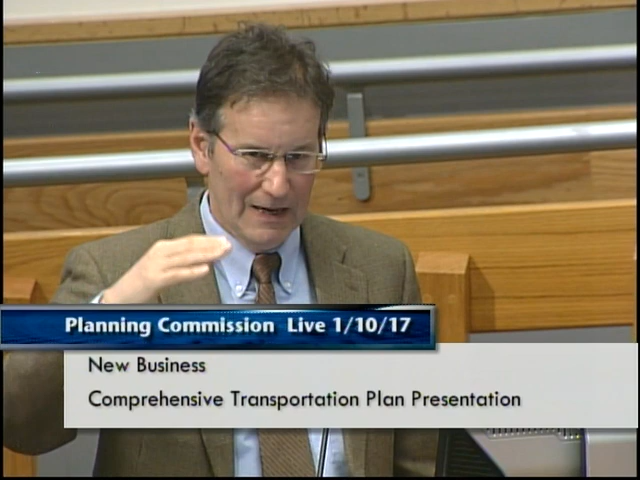 Planning Commission Live 1/10/17
New Business
Comprehensive Transportation Plan Presentation